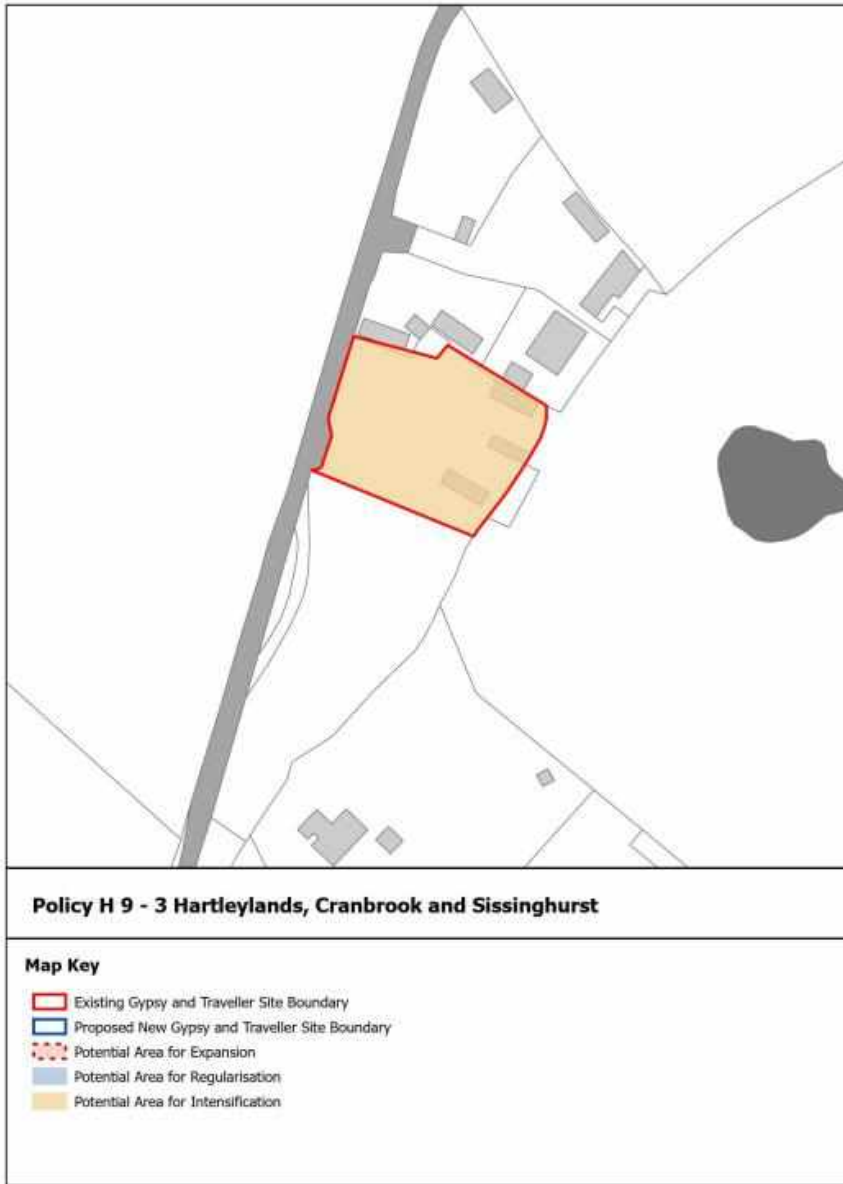 Policy H 9 - 3 Hartleylands, Cranbrook and Sissinghurst
Map Key
Existing Gypsy and Traveller Site Boundary
Proposed New Gypsy and Traveller Site Boundary
Potential Area for Expansion
Potential Area for Regularisation
Potential Area for Intensification